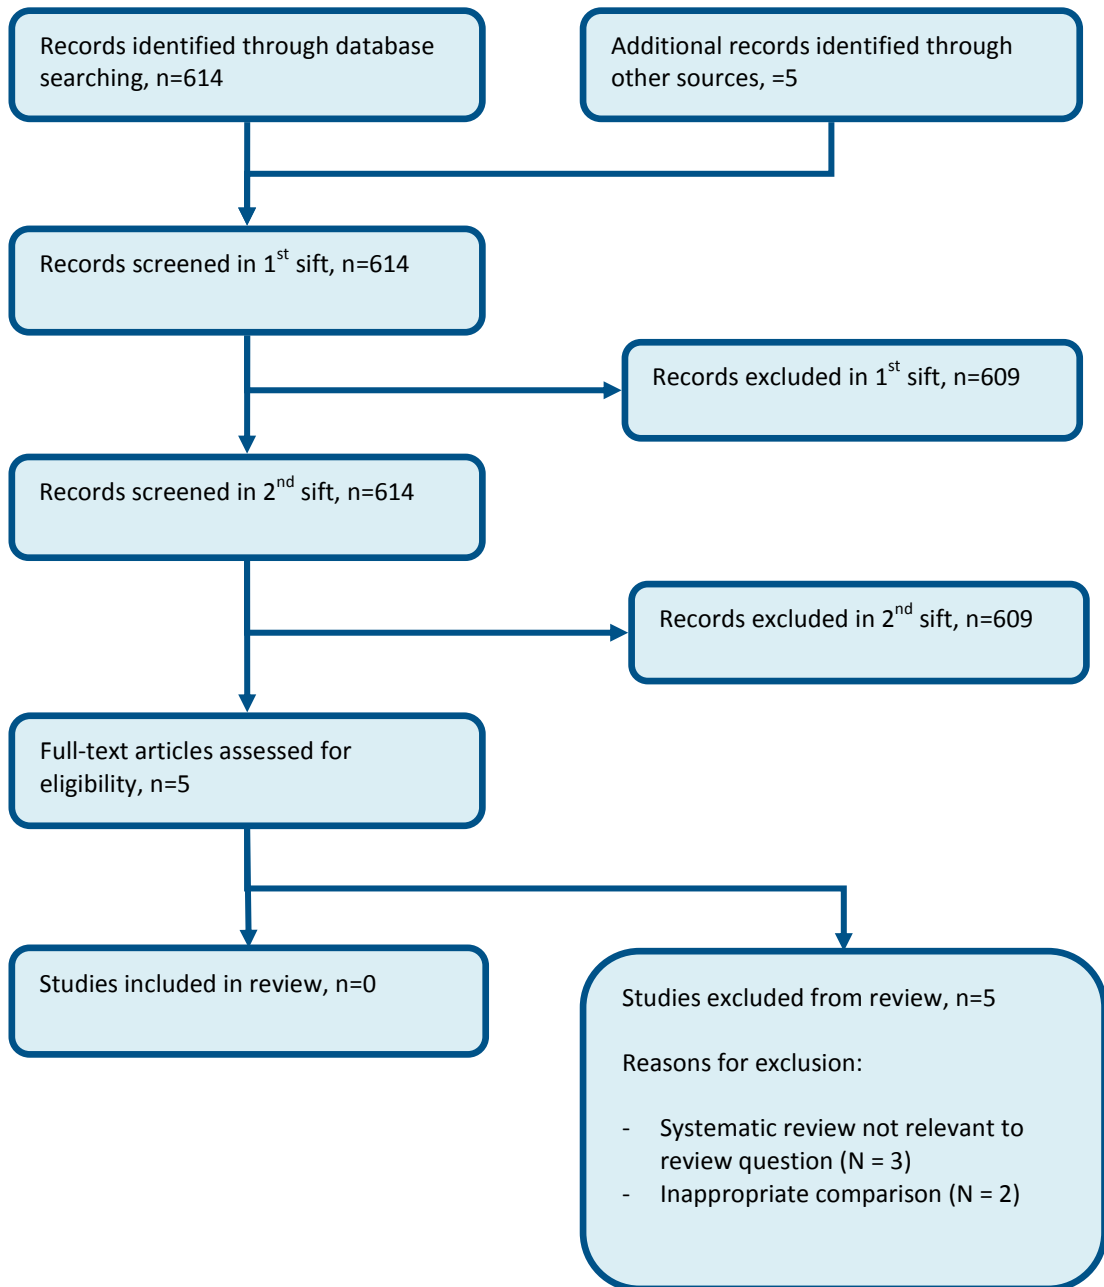 Records identified through database
searching, n=614
Additional records identified through
other sources, =5
Records screened in 1st sift, n=614
Records excluded in 1st sift, n=609
Records screened in 2nd sift, n=614
Records excluded in 2nd sift, n=609
Full-text articles assessed for
eligibility, n=5
Studies included in review, n=0
Studies excluded from review, n=5
Reasons for exclusion:
- Systematic review not relevant to
review question (N = 3)
- Inappropriate comparison (N = 2)